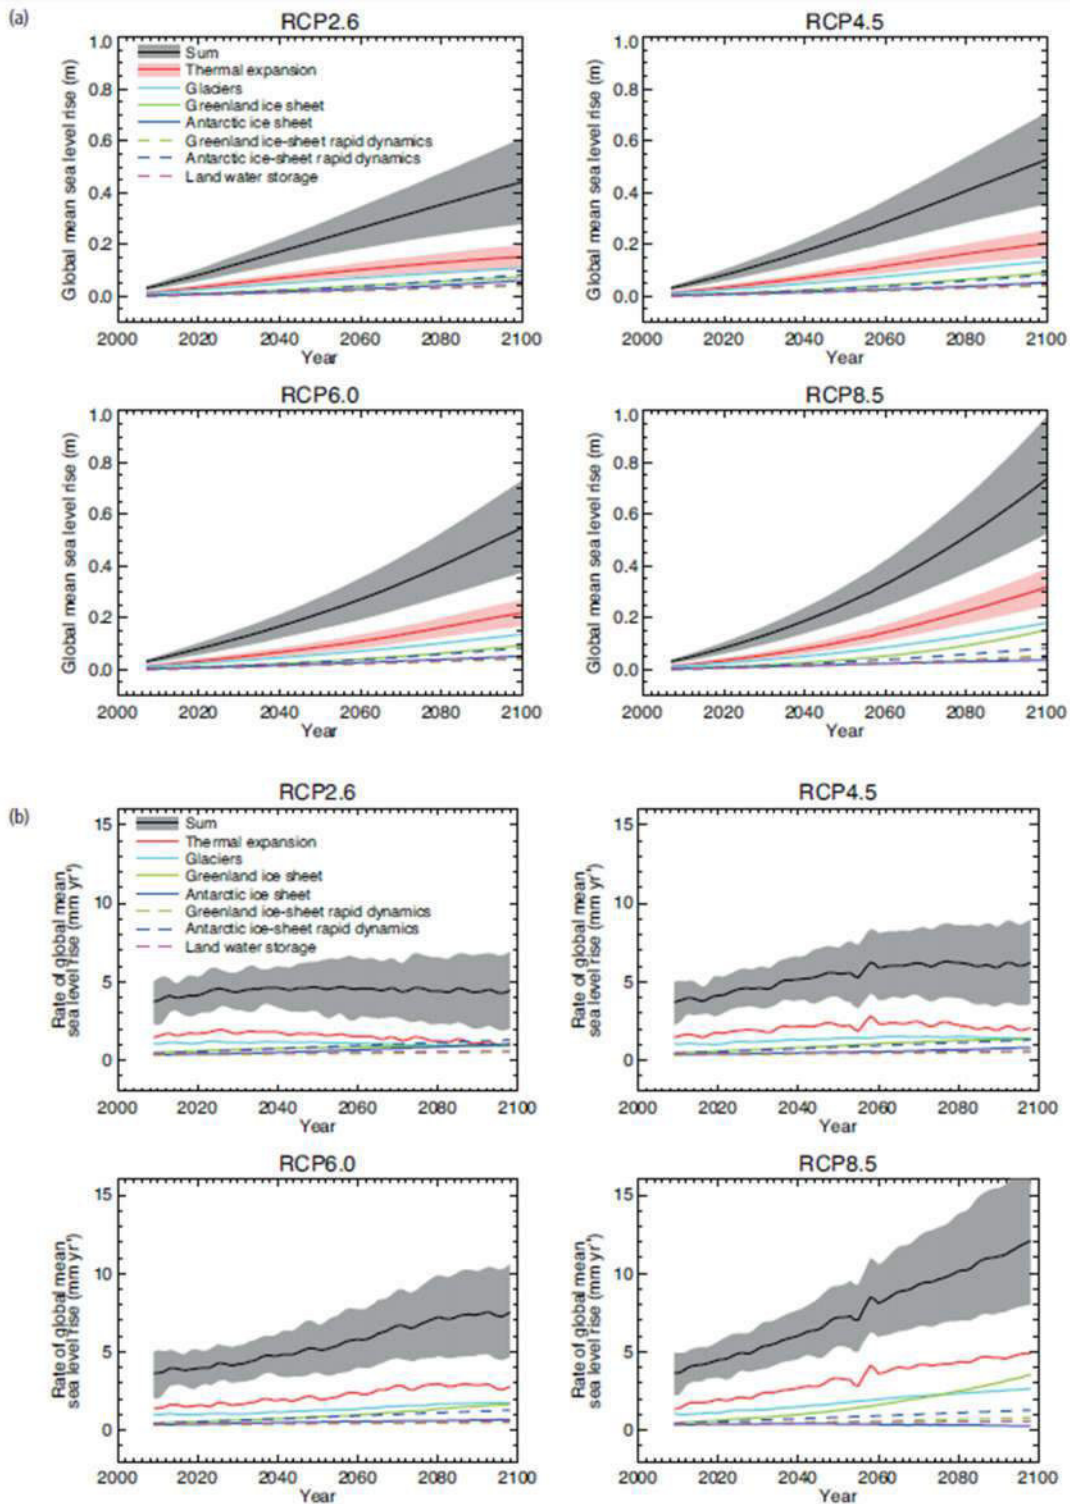 (a)
RCP2.6
Global mean sea level rise (m)
1.0
0.8
0.6
0.4
0.2
0.0
Sum
Thermal expansion
Glaciers
Greenland ice sheet
Antarctic ice sheet
Greenland ice-sheet rapid dynamics
Antarctic ice-sheet rapid dynamics
Land water storage
2000 2020 2040 2060 2080 2100
Year
RCP4.5
Global mean sea level rise (m)
1.0
0.8
0.6
0.4
0.2
0.0
2000 2020 2040 2060 2080 2100
Year
RCP6.0
Global mean sea level rise (m)
1.0
0.8
0.6
0.4
0.2
0.0
2000 2020 2040 2060 2080 2100
Year
RCP8.5
Global mean sea level rise (m)
1.0
0.8
0.6
0.4
0.2
0.0
2000 2020 2040 2060 2080 2100
Year
(b)
RCP2.6
Rate of global mean
sea level rise (mm yr⁻¹)
15
10
5
0
Sum
Thermal expansion
Glaciers
Greenland ice sheet
Antarctic ice sheet
Greenland ice-sheet rapid dynamics
Antarctic ice-sheet rapid dynamics
Land water storage
2000 2020 2040 2060 2080 2100
Year
RCP4.5
Rate of global mean
sea level rise (mm yr⁻¹)
15
10
5
0
2000 2020 2040 2060 2080 2100
Year
RCP6.0
Rate of global mean
sea level rise (mm yr⁻¹)
15
10
5
0
2000 2020 2040 2060 2080 2100
Year
RCP8.5
Rate of global mean
sea level rise (mm yr⁻¹)
15
10
5
0
2000 2020 2040 2060 2080 2100
Year